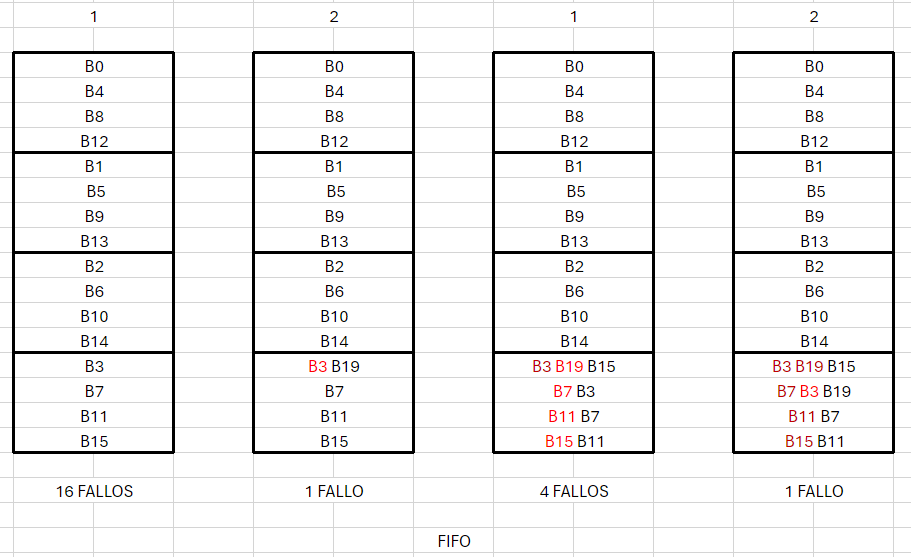 1 2 1 2
B0 B0 B0 B0
B4 B4 B4 B4
B8 B8 B8 B8
B12 B12 B12 B12
B1 B1 B1 B1
B5 B5 B5 B5
B9 B9 B9 B9
B13 B13 B13 B13
B2 B2 B2 B2
B6 B6 B6 B6
B10 B10 B10 B10
B14 B14 B14 B14
B3 B3 B19 B3 B19 B15 B3 B19 B15
B7 B7 B7 B3 B7 B3 B19
B11 B11 B11 B7 B11 B7
B15 B15 B15 B11 B15 B11
16 FALLOS 1 FALLO 4 FALLOS 1 FALLO
FIFO